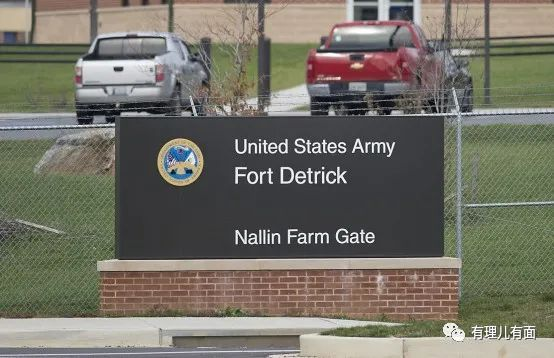 United States Army
Fort Detrick
Nallin Farm Gate
有理儿有面